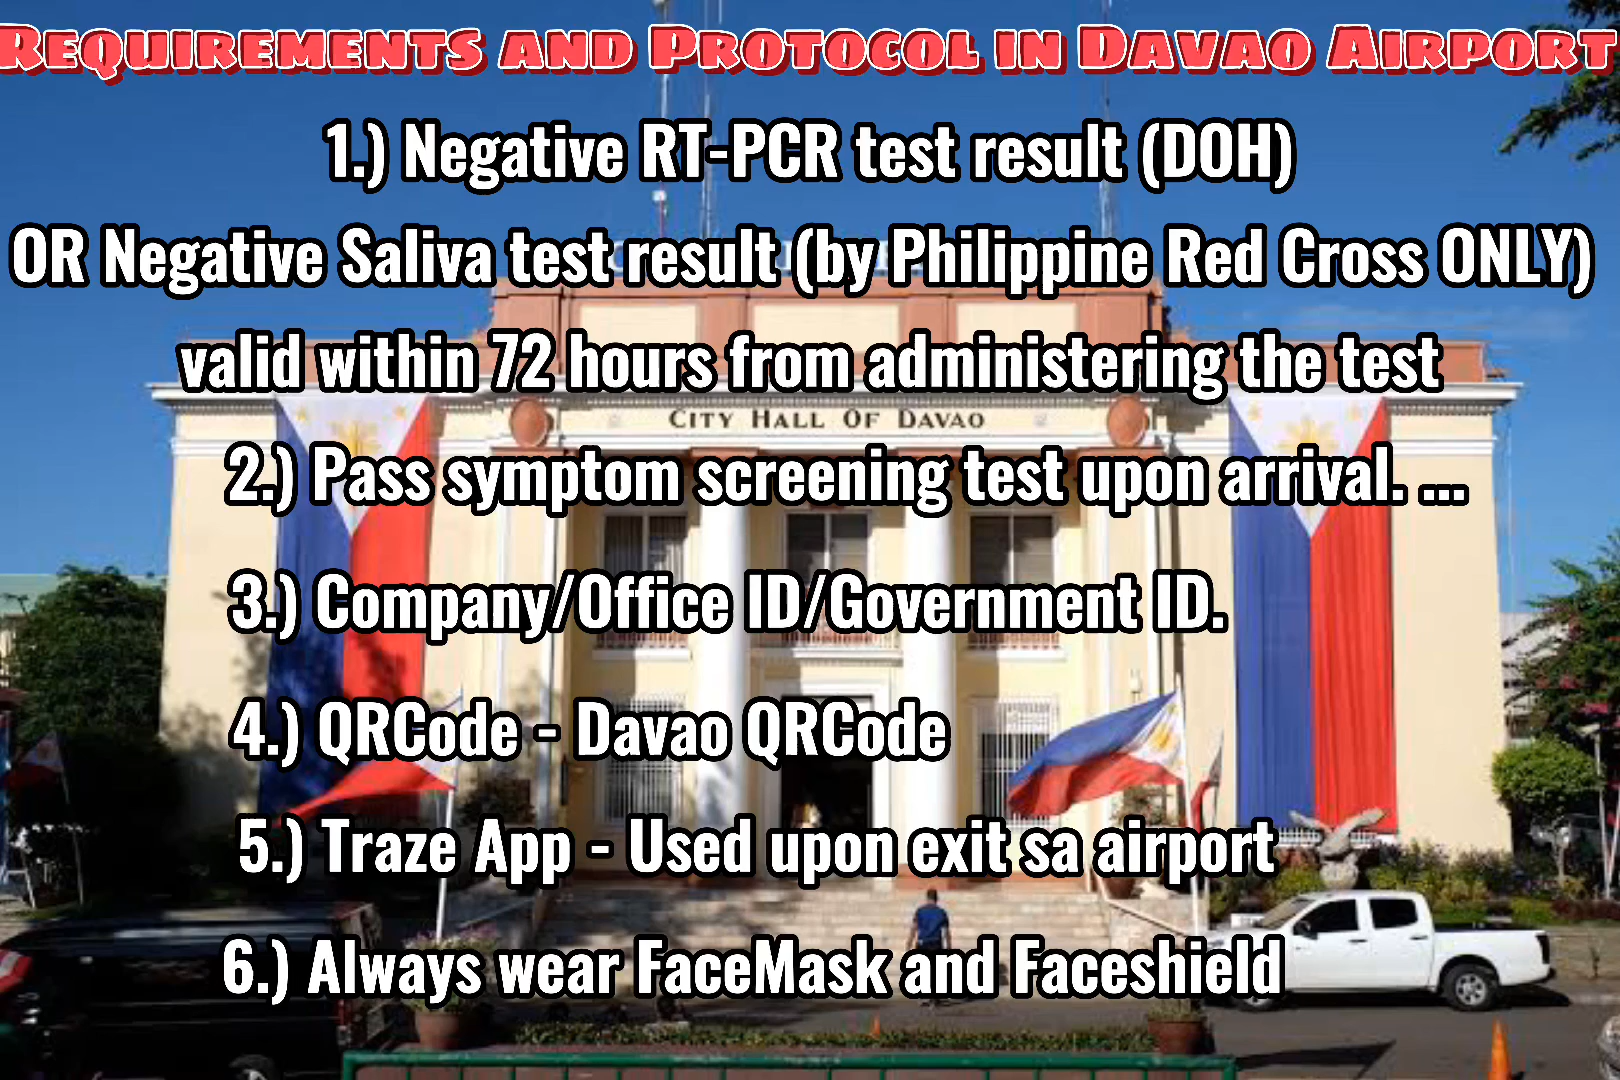 Requirements and Protocol in Davao Airport
1.) Negative RT-PCR test result (DOH)
OR Negative Saliva test result (by Philippine Red Cross ONLY)
valid within 72 hours from administering the test
City Hall Of Davao
2.) Pass symptom screening test upon arrival. ...
3.) Company/Office ID/Government ID.
4.) QRCode - Davao QRCode
5.) Traze App - Used upon exit sa airport
6.) Always wear FaceMask and Faceshield